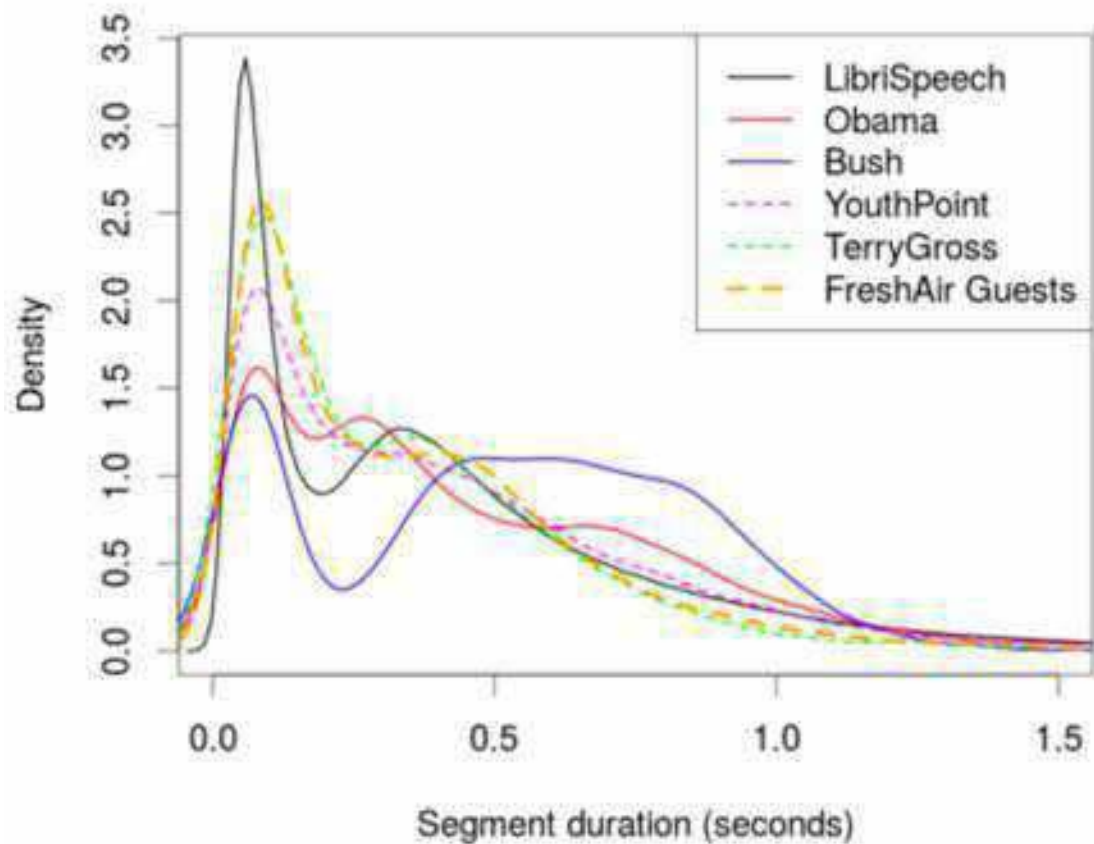 3.5
3.0
2.5
2.0
1.5
1.0
0.5
0.0
Density
LibriSpeech
Obama
Bush
YouthPoint
TerryGross
FreshAir Guests
0.0 0.5 1.0 1.5
Segment duration (seconds)